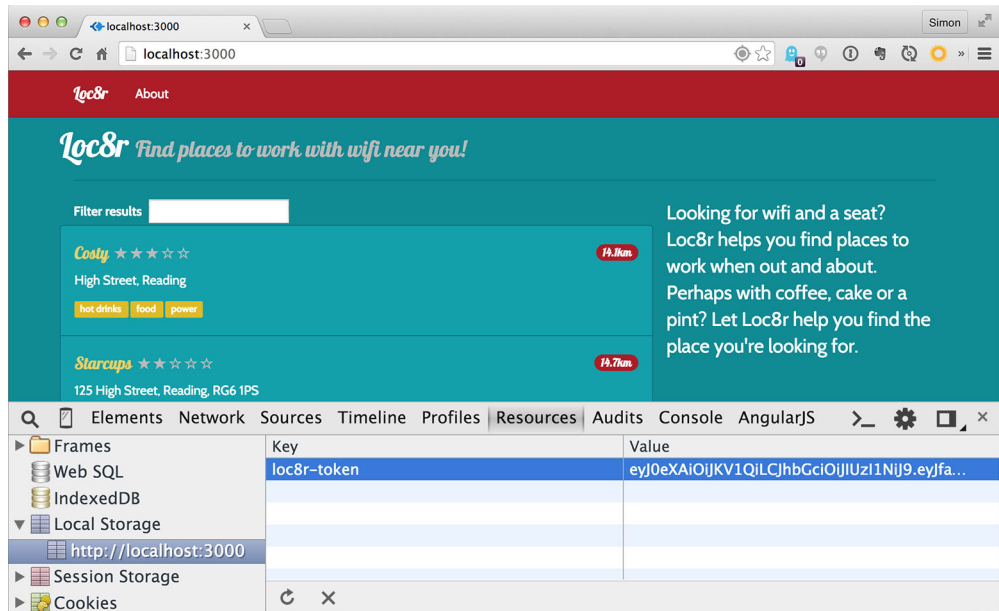 localhost:3000 × Simon
localhost:3000 0 »
Loc8r About
Loc8r Find places to work with wifi near you!
Filter results
Costy ★★★☆☆ 14.1km
High Street, Reading
hot drinks food power
Starcups ★★☆☆☆ 14.7km
125 High Street, Reading, RG6 1PS
Looking for wifi and a seat?
Loc8r helps you find places to
work when out and about.
Perhaps with coffee, cake or a
pint? Let Loc8r help you find the
place you're looking for.
Elements Network Sources Timeline Profiles Resources Audits Console AngularJS
Frames
Web SQL
IndexedDB
Local Storage
http://localhost:3000
Session Storage
Cookies
Key Value
loc8r-token eyJ0eXAiOiJKV1QiLCJhbGciOiJIUzI1NiJ9.eyJfa...